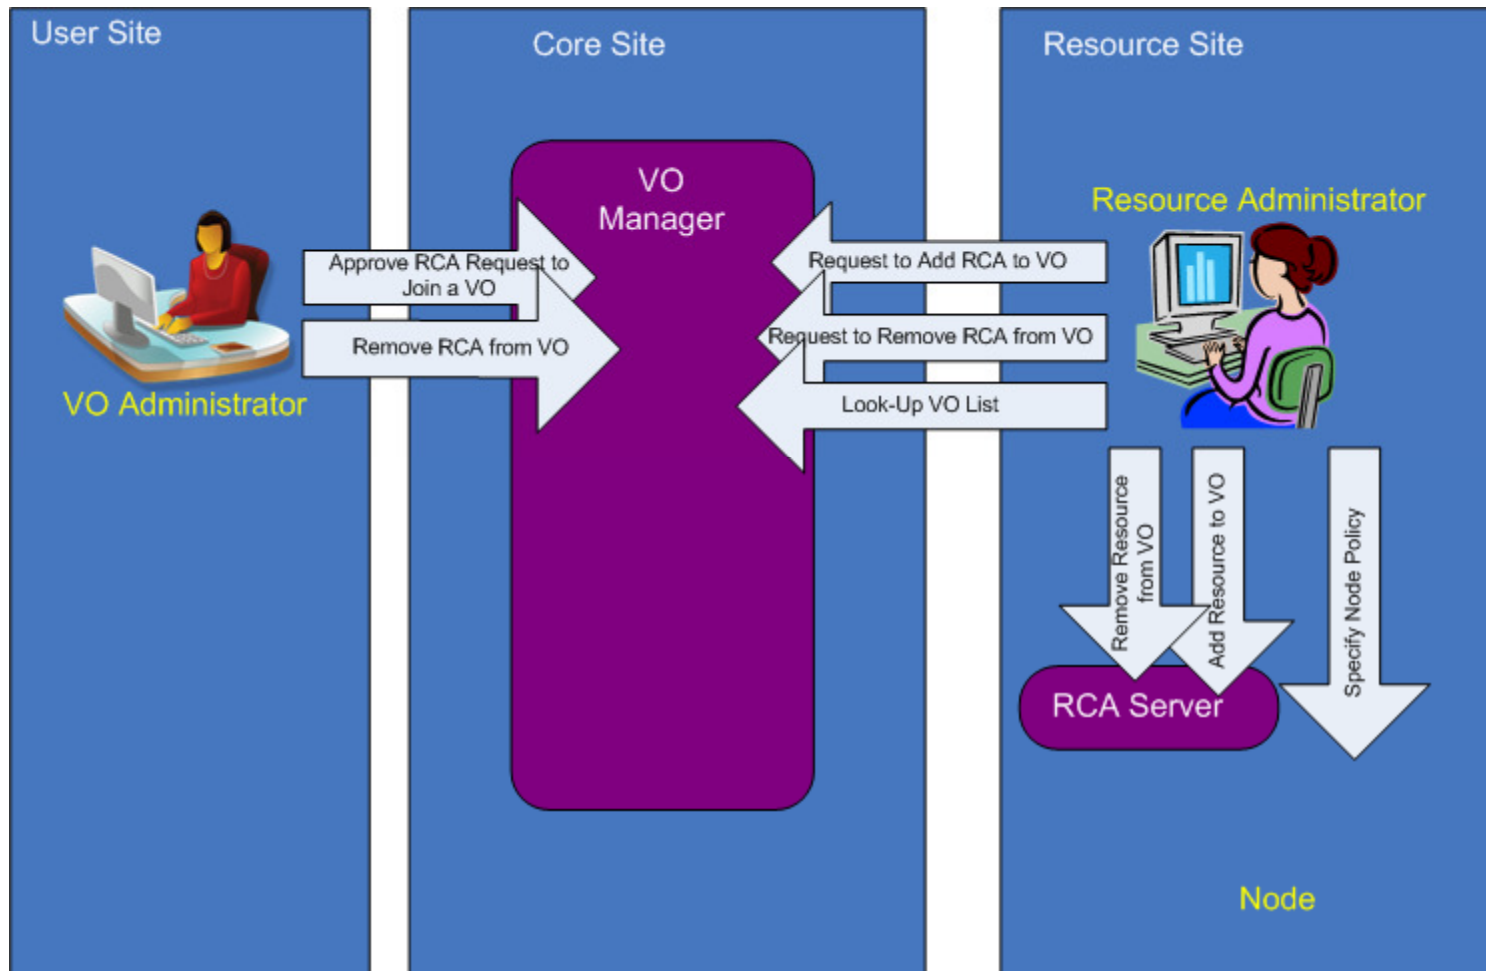 User Site
Core Site
Resource Site
VO
Manager
Resource Administrator
Approve RCA Request to
Join a VO
Remove RCA from VO
VO Administrator
Request to Add RCA to VO
Request to Remove RCA from VO
Look-Up VO List
Remove Resource
from VO
Add Resource to VO
Specify Node Policy
RCA Server
Node